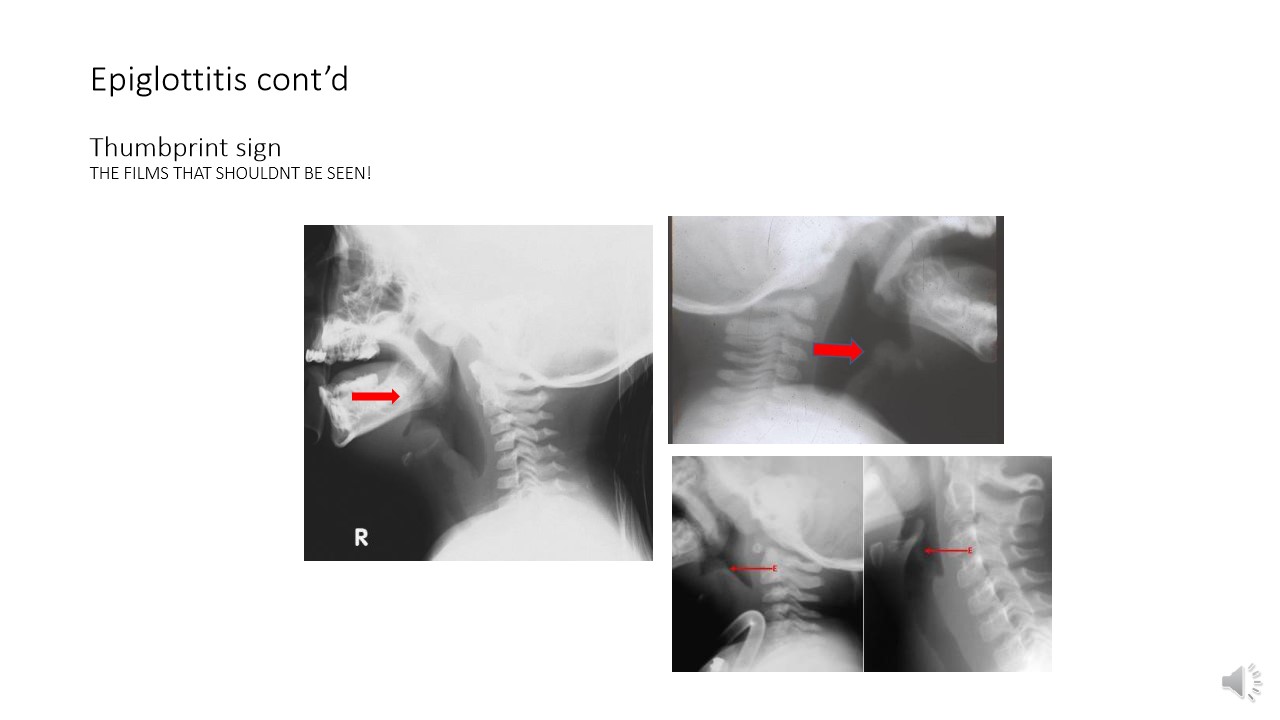 Epiglottitis cont’d
Thumbprint sign
THE FILMS THAT SHOULDNT BE SEEN!
R
E
E